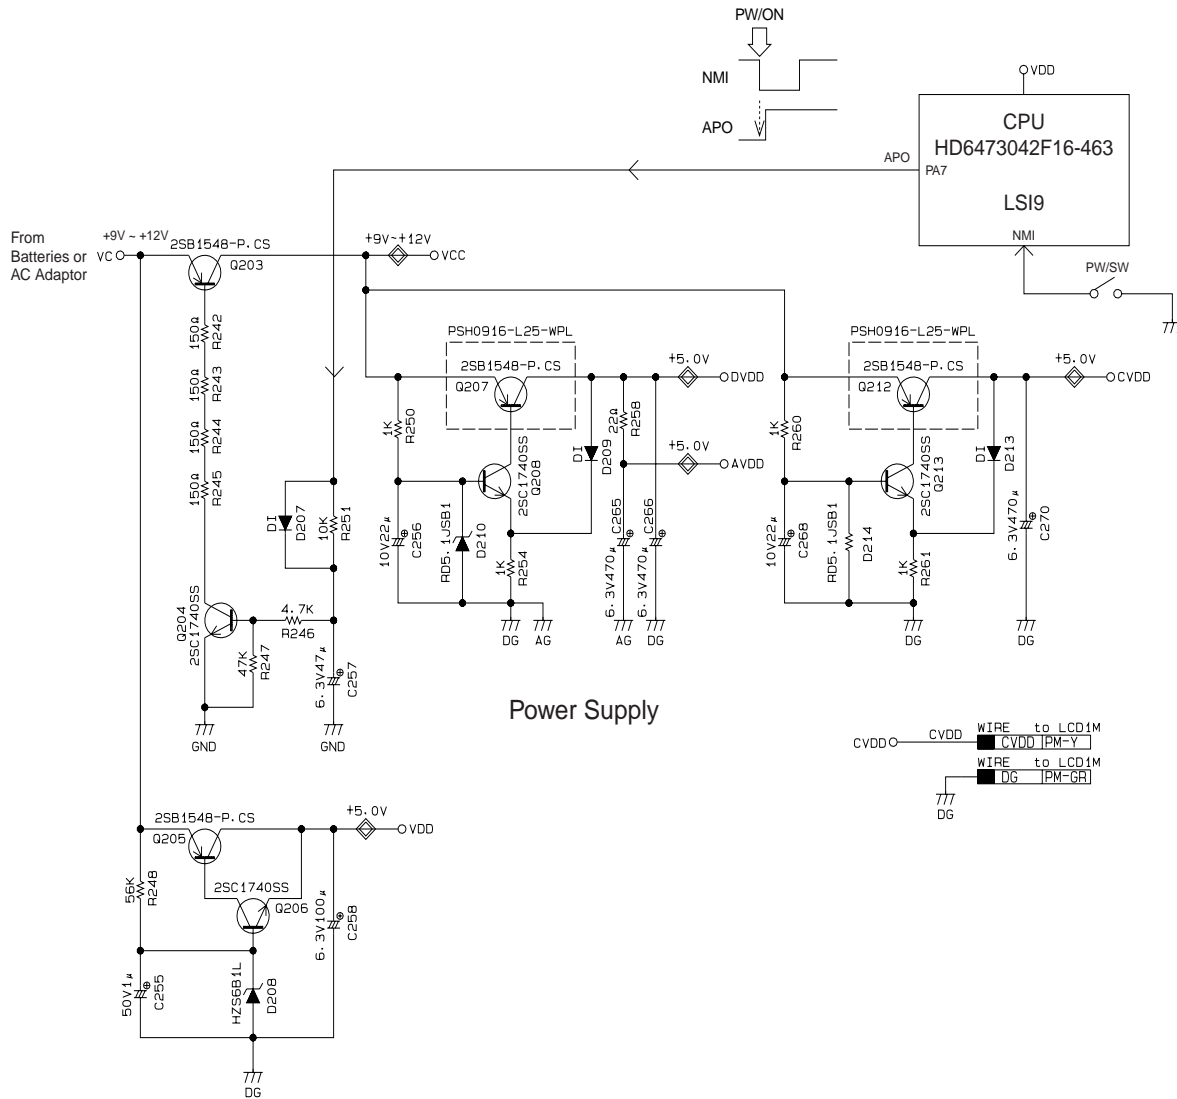 PW/ON
NMI
APO
VDD
CPU
HD6473042F16-463
LSI9
APO
PA7
NMI
PW/SW
From
Batteries or
AC Adaptor
+9V ~ +12V
VC
2SB1548-P.CS
Q203
+9V~+12V
VCC
150Ω
R242
150Ω
R243
150Ω
R244
150Ω
R245
PSH0916-L25-WPL
2SB1548-P.CS
Q207
+5.0V
DVDD
1K
R250
2SC1740SS
Q208
DI
D209
22Ω
R258
+5.0V
AVDD
10V22μ
C256
RD5.1JSB1
D210
1K
R254
6.3V470μ
C265
6.3V470μ
C266
DG
AG
AG
DG
PSH0916-L25-WPL
2SB1548-P.CS
Q212
+5.0V
CVDD
1K
R260
2SC1740SS
Q213
DI
D213
10V22μ
C268
RD5.1JSB1
D214
1K
R261
6.3V470μ
C270
DG
DG
DI
D207
10K
R251
Q204
2SC1740SS
4.7K
R246
47K
R247
6.3V47μ
C257
GND
GND
Power Supply
CVDD
CVDD
WIRE to LCD1M
CVDD PM-Y
WIRE to LCD1M
DG PM-GR
DG
2SB1548-P.CS
Q205
+5.0V
VDD
56K
R248
2SC1740SS
Q206
6.3V100μ
C258
50V1μ
C255
HZS6B1L
D208
DG